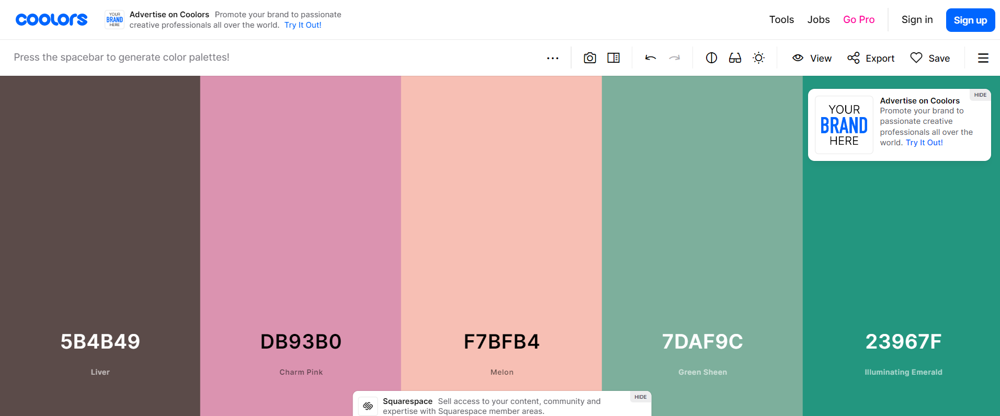 coolors
YOUR
BRAND
HERE
Advertise on Coolors Promote your brand to passionate
creative professionals all over the world. Try It Out!
Tools Jobs Go Pro Sign in Sign up
Press the spacebar to generate color palettes!
View Export Save
HIDE
YOUR
BRAND
HERE
Advertise on Coolors
Promote your brand to
passionate creative
professionals all over the
world. Try It Out!
5B4B49 DB93B0 F7BFB4 7DAF9C 23967F
Liver Charm Pink Melon Green Sheen Illuminating Emerald
HIDE
Squarespace Sell access to your content, community and
expertise with Squarespace member areas.